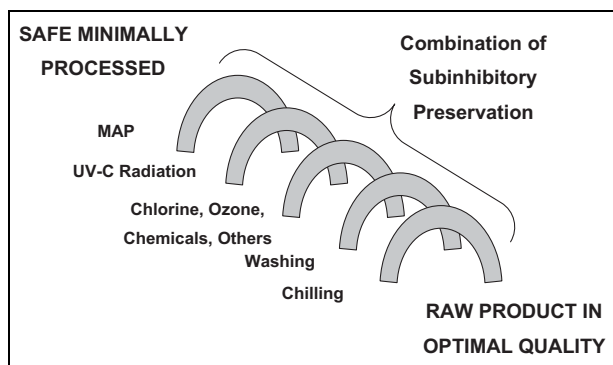 SAFE MINIMALLY
PROCESSED
Combination of
Subinhibitory
Preservation
MAP
UV-C Radiation
Chlorine, Ozone,
Chemicals, Others
Washing
Chilling
RAW PRODUCT IN
OPTIMAL QUALITY